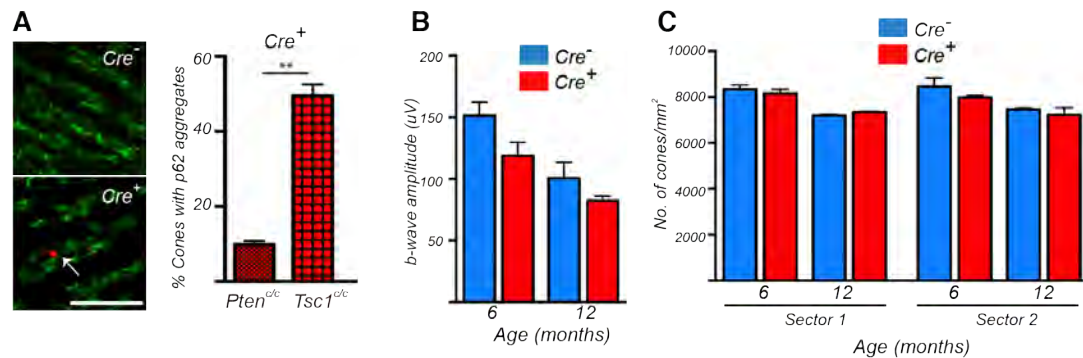 A
Cre-
Cre+
Cre+
**
% Cones with p62 aggregates
60
40
20
Ptenc/c
Tsc1c/c
B
Cre-
Cre+
b-wave amplitude (uV)
200
150
100
50
6
12
Age (months)
C
Cre-
Cre+
No. of cones/mm2
10000
8000
6000
4000
2000
6
12
6
12
Sector 1
Sector 2
Age (months)